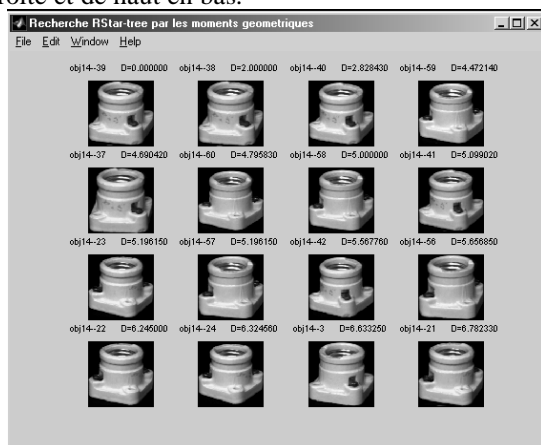 oite et de haut en bas.
Recherche RStar-tree par les moments geometriques
File Edit Window Help
obj14--39 D=0.000000 obj14--38 D=2.000000 obj14--40 D=2.828430 obj14--59 D=4.472140
obj14--37 D=4.690420 obj14--60 D=4.795830 obj14--58 D=5.000000 obj14--41 D=5.099020
obj14--23 D=5.196150 obj14--57 D=5.196150 obj14--42 D=5.567760 obj14--56 D=5.656850
obj14--22 D=6.245000 obj14--24 D=6.324560 obj14--3 D=6.633250 obj14--21 D=6.782330